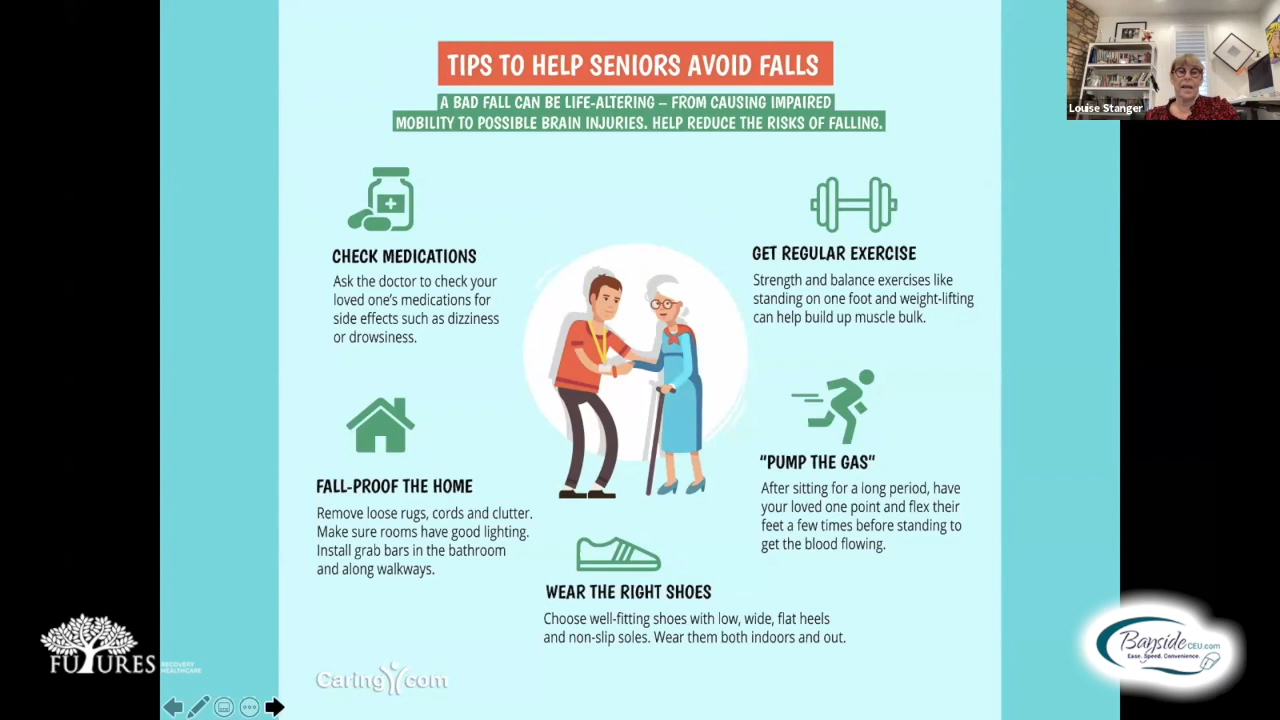 TIPS TO HELP SENIORS AVOID FALLS
A BAD FALL CAN BE LIFE-ALTERING – FROM CAUSING IMPAIRED
MOBILITY TO POSSIBLE BRAIN INJURIES. HELP REDUCE THE RISKS OF FALLING.
Louise Stanger
CHECK MEDICATIONS
Ask the doctor to check your
loved one's medications for
side effects such as dizziness
or drowsiness.
GET REGULAR EXERCISE
Strength and balance exercises like
standing on one foot and weight-lifting
can help build up muscle bulk.
FALL-PROOF THE HOME
Remove loose rugs, cords and clutter.
Make sure rooms have good lighting.
Install grab bars in the bathroom
and along walkways.
"PUMP THE GAS"
After sitting for a long period, have
your loved one point and flex their
feet a few times before standing to
get the blood flowing.
WEAR THE RIGHT SHOES
Choose well-fitting shoes with low, wide, flat heels
and non-slip soles. Wear them both indoors and out.
FUTURES
RECOVERY
HEALTHCARE
Caring com
Bayside CEU.com
Ease. Speed. Convenience.